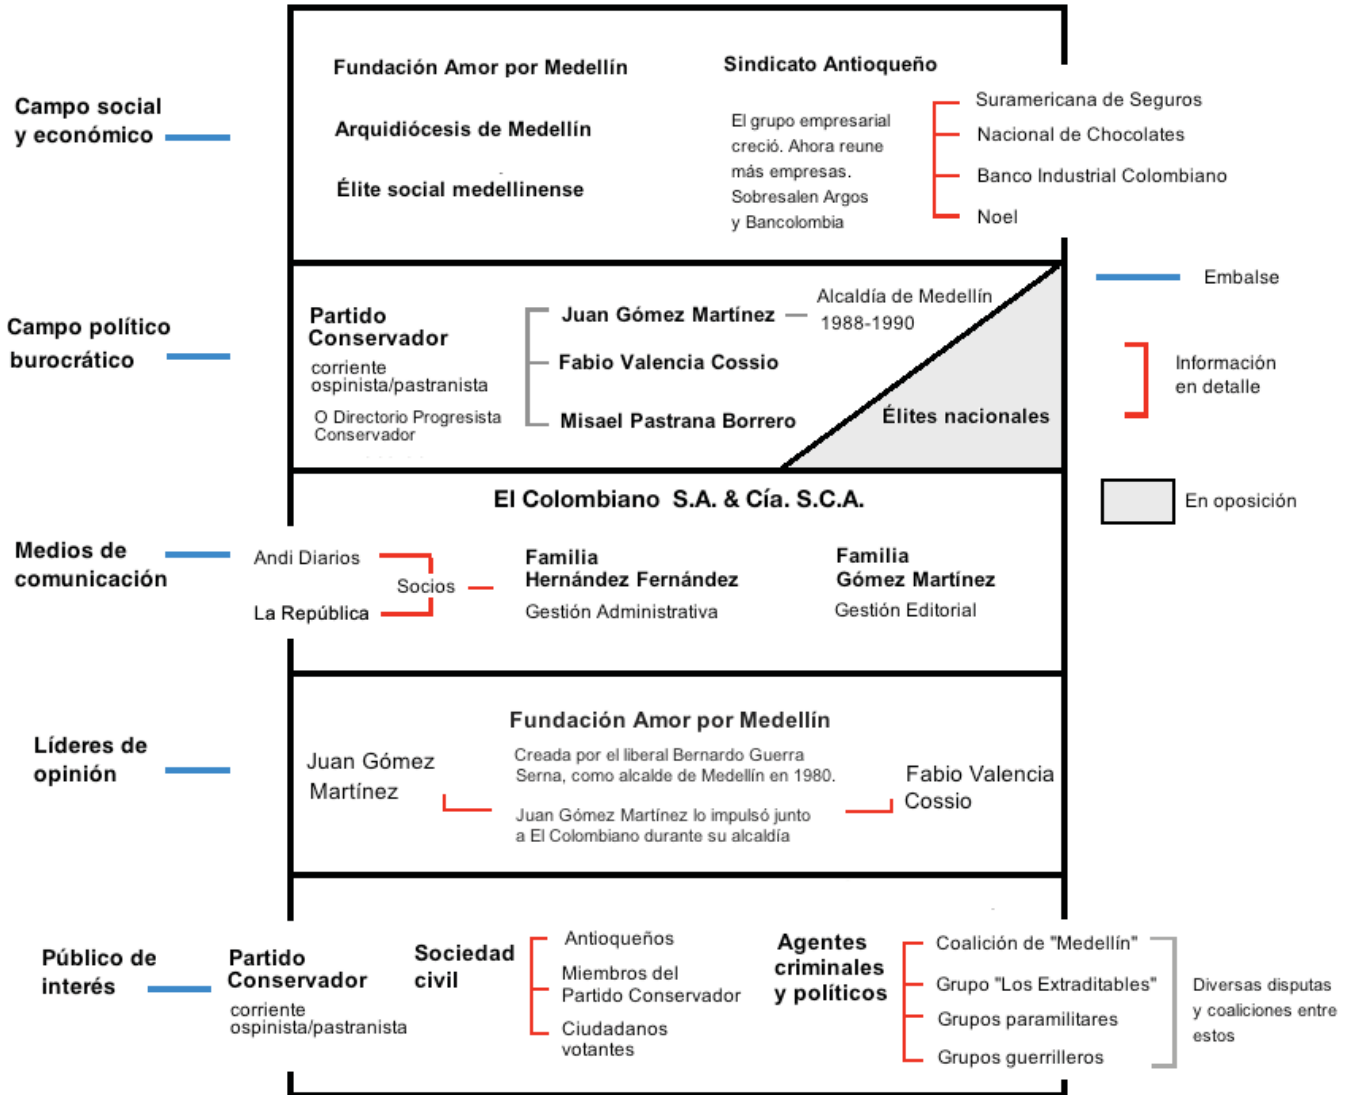 Campo social
y económico
Fundación Amor por Medellín
Arquidiócesis de Medellín
Élite social medellinense
Sindicato Antioqueño
El grupo empresarial
creció. Ahora reune
más empresas.
Sobresalen Argos
y Bancolombia
Suramericana de Seguros
Nacional de Chocolates
Banco Industrial Colombiano
Noel
Campo político
burocrático
Partido
Conservador
corriente
ospinista/pastranista
O Directorio Progresista
Conservador
Juan Gómez Martínez
Alcaldía de Medellín
1988-1990
Fabio Valencia Cossio
Misael Pastrana Borrero
Élites nacionales
Embalse
Información
en detalle
En oposición
Medios de
comunicación
El Colombiano S.A. & Cía. S.C.A.
Andi Diarios
La República
Socios
Familia
Hernández Fernández
Gestión Administrativa
Familia
Gómez Martínez
Gestión Editorial
Líderes de
opinión
Juan Gómez
Martínez
Fundación Amor por Medellín
Creada por el liberal Bernardo Guerra
Serna, como alcalde de Medellín en 1980.
Juan Gómez Martínez lo impulsó junto
a El Colombiano durante su alcaldía
Fabio Valencia
Cossio
Público de
interés
Partido
Conservador
corriente
ospinista/pastranista
Sociedad
civil
Antioqueños
Miembros del
Partido Conservador
Ciudadanos
votantes
Agentes
criminales
y políticos
Coalición de "Medellín"
Grupo "Los Extraditables"
Grupos paramilitares
Grupos guerrilleros
Diversas disputas
y coaliciones entre
estos